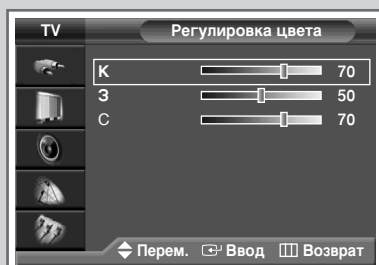 TV Регулировка цвета
К 70
З 50
С 70
Перем. Ввод Возврат